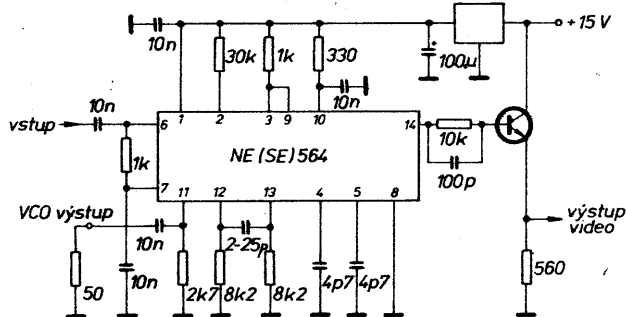 +15 V
10n
30k
1k
330
100µ
10n
10n
vstup
6
1
2
3
9
10
14
10k
100p
NE (SE) 564
1k
7
11
12
13
4
5
8
VCO výstup
10n
2-25p
výstup
video
50
10n
2k7
8k2
8k2
4p7
4p7
560